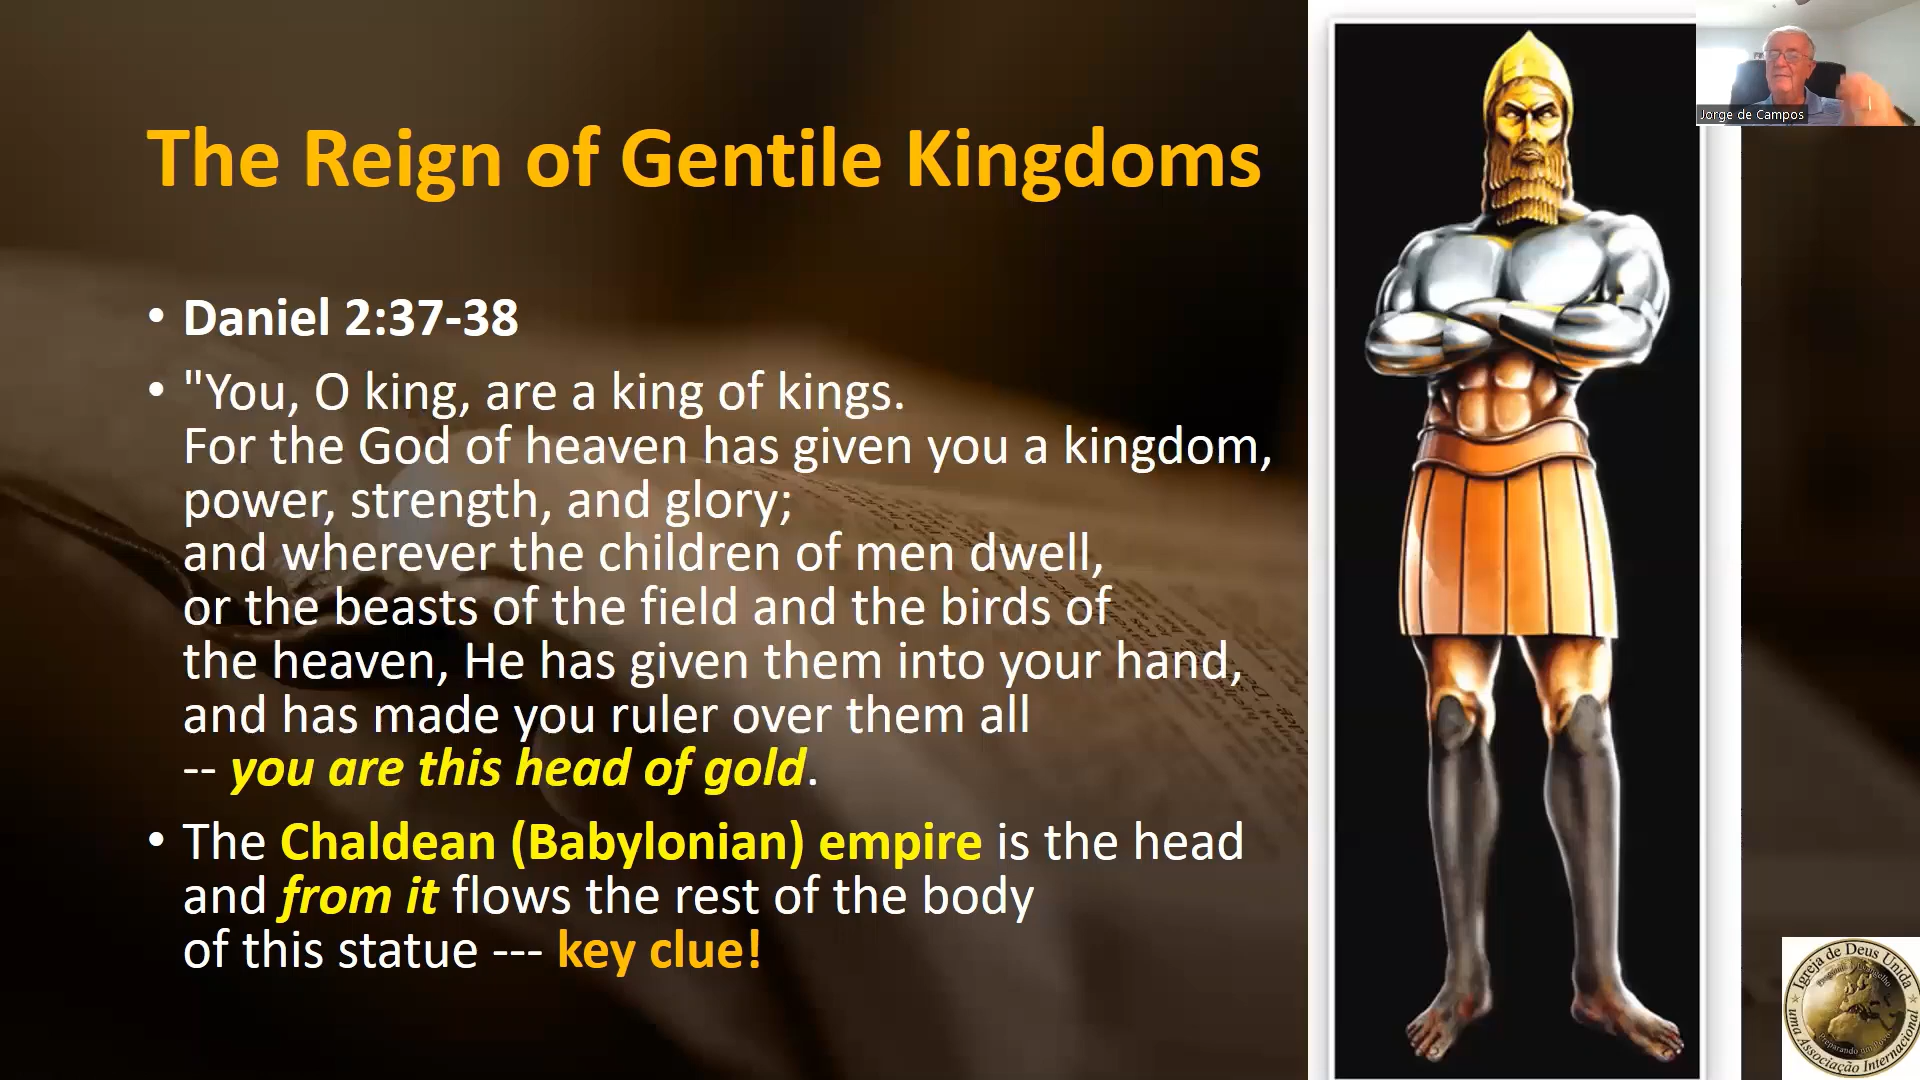 Jorge de Campos
The Reign of Gentile Kingdoms
• Daniel 2:37-38
• "You, O king, are a king of kings.
For the God of heaven has given you a kingdom,
power, strength, and glory;
and wherever the children of men dwell,
or the beasts of the field and the birds of
the heaven, He has given them into your hand,
and has made you ruler over them all
-- you are this head of gold.
• The Chaldean (Babylonian) empire is the head
and from it flows the rest of the body
of this statue --- key clue!
Igreja de Deus Unida
uma Associação Internacional